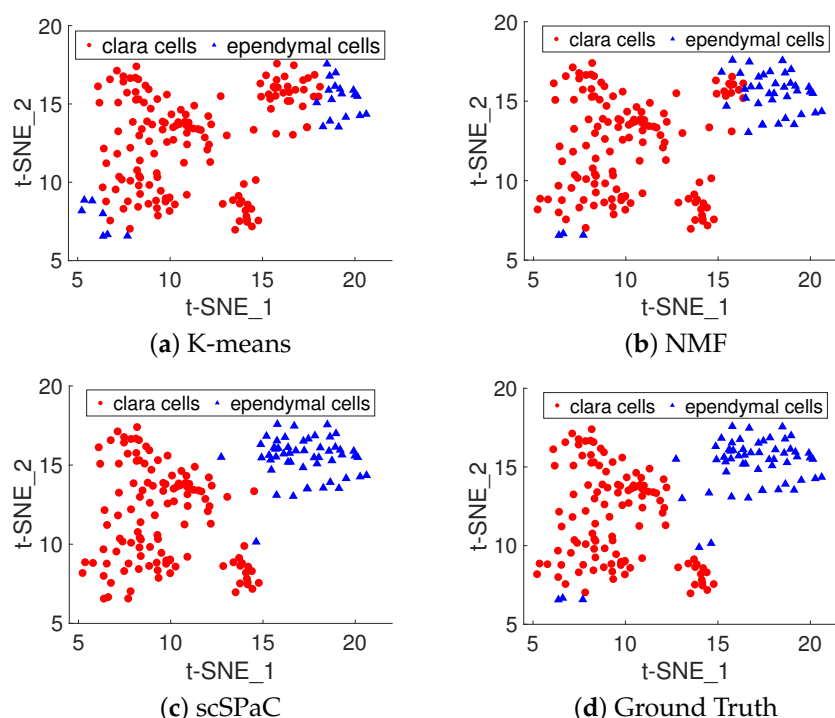 20
clara cells ependymal cells
15
t-SNE_2
10
5
5 10 15 20
t-SNE_1
(a) K-means
20
clara cells ependymal cells
15
t-SNE_2
10
5
5 10 15 20
t-SNE_1
(b) NMF
20
clara cells ependymal cells
15
t-SNE_2
10
5
5 10 15 20
t-SNE_1
(c) scSPaC
20
clara cells ependymal cells
15
t-SNE_2
10
5
5 10 15 20
t-SNE_1
(d) Ground Truth